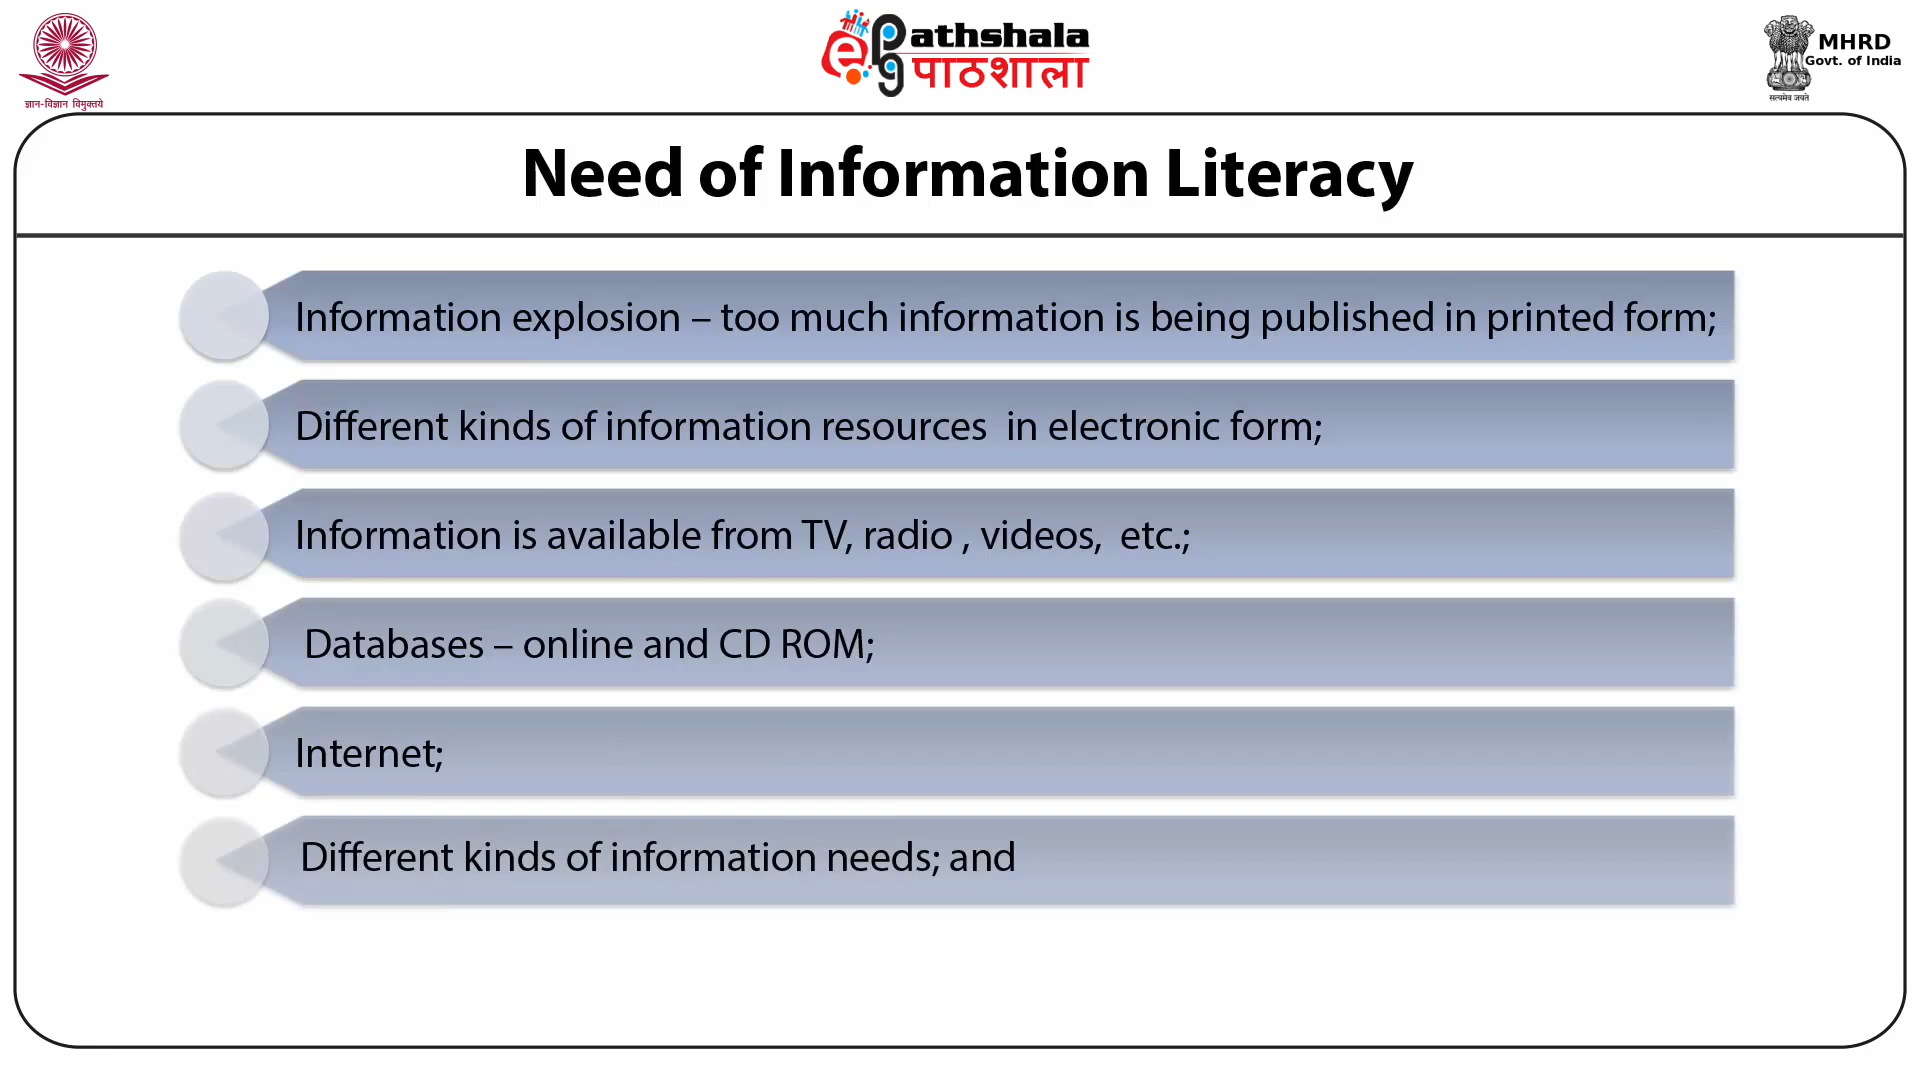 ज्ञान-विज्ञान विमुक्तये
e PG athshala
पाठशाला
MHRD
Govt. of India
सत्यमेव जयते
Need of Information Literacy
Information explosion – too much information is being published in printed form;
Different kinds of information resources in electronic form;
Information is available from TV, radio , videos, etc.;
Databases – online and CD ROM;
Internet;
Different kinds of information needs; and